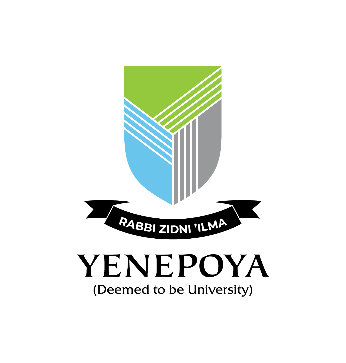 RABBI ZIDNI 'ILMA
YENEPOYA
(Deemed to be University)